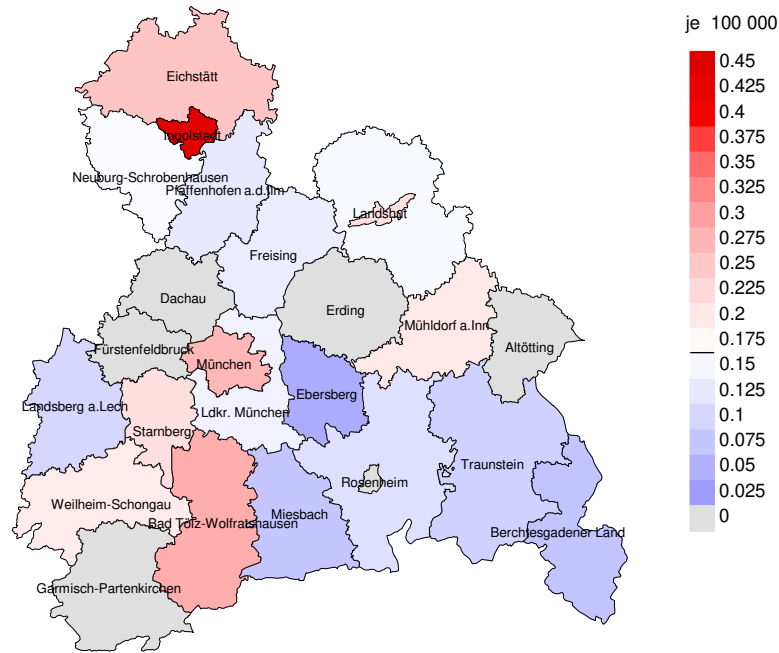 je 100 000
0.45
0.425
0.4
0.375
0.35
0.325
0.3
0.275
0.25
0.225
0.2
0.175
0.15
0.125
0.1
0.075
0.05
0.025
0
Eichstätt
Ingolstadt
Neuburg-Schrobenhausen
Pfaffenhofen a.d.Ilm
Landshut
Freising
Dachau
Erding
Mühldorf a.Inn
Altötting
Fürstenfeldbruck
München
Ebersberg
Landsberg a.Lech
Ldkr. München
Starnberg
Traunstein
Rosenheim
Weilheim-Schongau
Miesbach
Bad Tölz-Wolfratshausen
Berchtesgadener Land
Garmisch-Partenkirchen